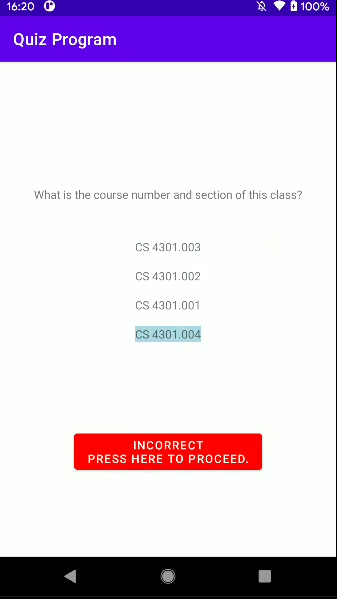 16:20 100%
Quiz Program
What is the course number and section of this class?
CS 4301.003
CS 4301.002
CS 4301.001
CS 4301.004
INCORRECT
PRESS HERE TO PROCEED.